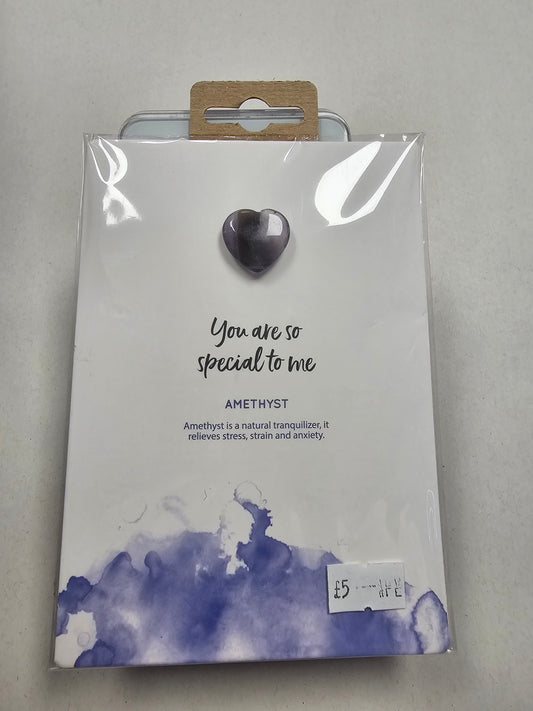 You are so
special to me
AMETHYST
Amethyst is a natural tranquilizer, it
relieves stress, strain and anxiety.
£5